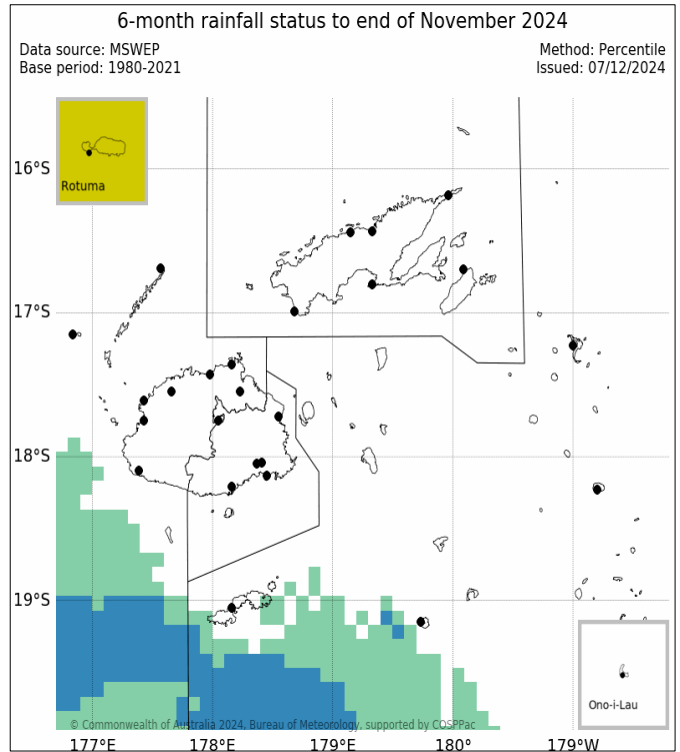 6-month rainfall status to end of November 2024
Data source: MSWEP
Base period: 1980-2021
Method: Percentile
Issued: 07/12/2024
Rotuma
16°S
17°S
18°S
19°S
Ono-i-Lau
© Commonwealth of Australia 2024, Bureau of Meteorology, supported by COSPPac
177°E
178°E
179°E
180°
179°W